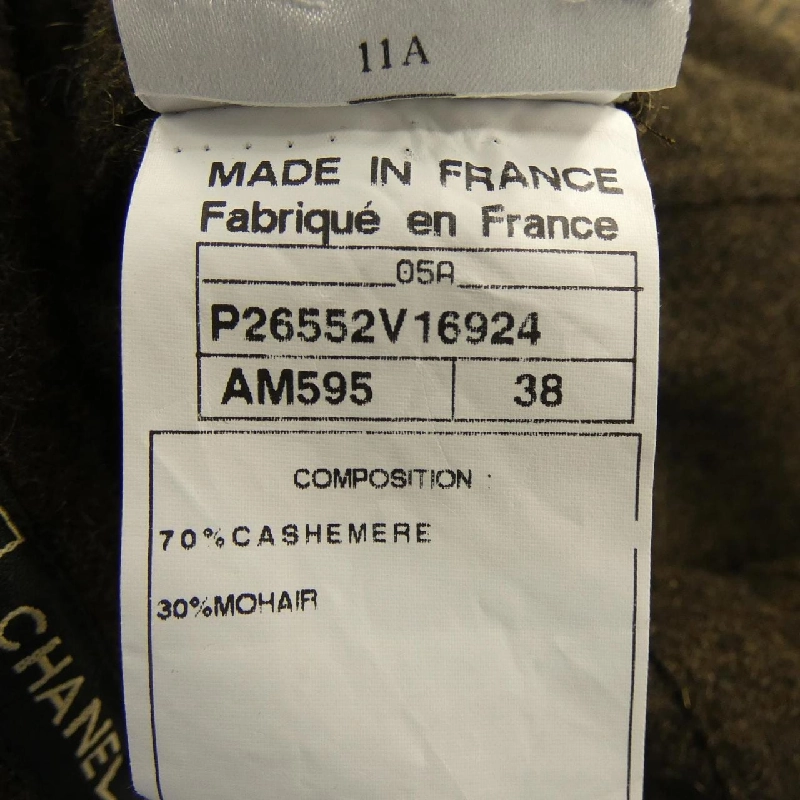 11A
MADE IN FRANCE
Fabriqué en France
05A
P26552V16924
AM595 38
COMPOSITION :
70%CASHEMERE
30%MOHAIR
CHANEL